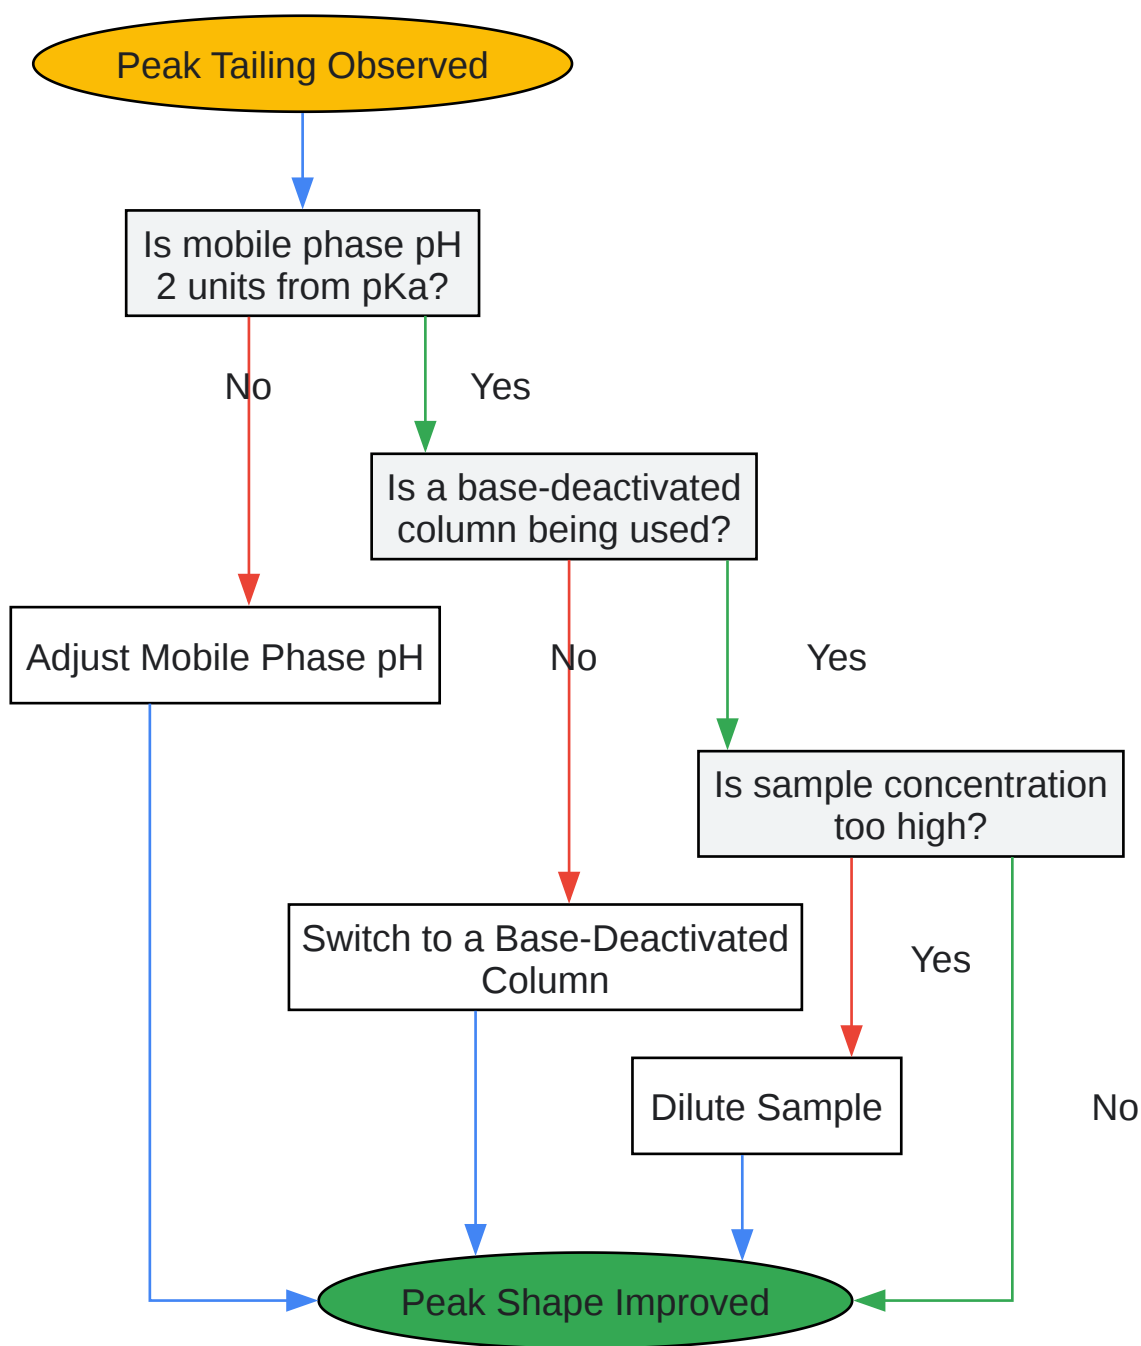 Peak Tailing Observed
Is mobile phase pH
2 units from pKa?
No
Yes
Is a base-deactivated
column being used?
Adjust Mobile Phase pH
No
Yes
Is sample concentration
too high?
Switch to a Base-Deactivated
Column
Yes
Dilute Sample
No
Peak Shape Improved